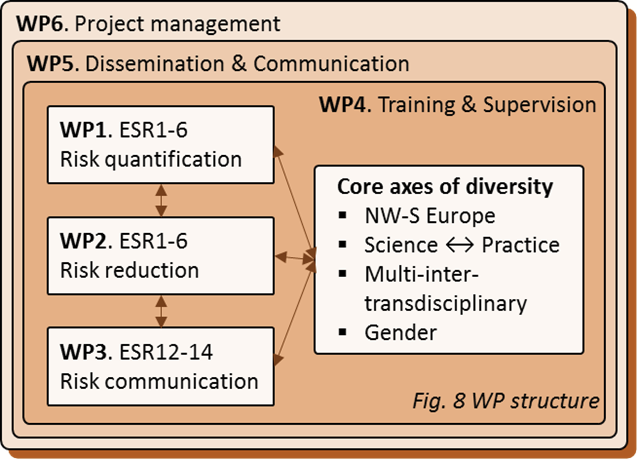 WP6. Project management
WP5. Dissemination & Communication
WP4. Training & Supervision
WP1. ESR1-6
Risk quantification
WP2. ESR1-6
Risk reduction
WP3. ESR12-14
Risk communication
Core axes of diversity
▪ NW-S Europe
▪ Science ↔ Practice
▪ Multi-inter-
transdisciplinary
▪ Gender
Fig. 8 WP structure